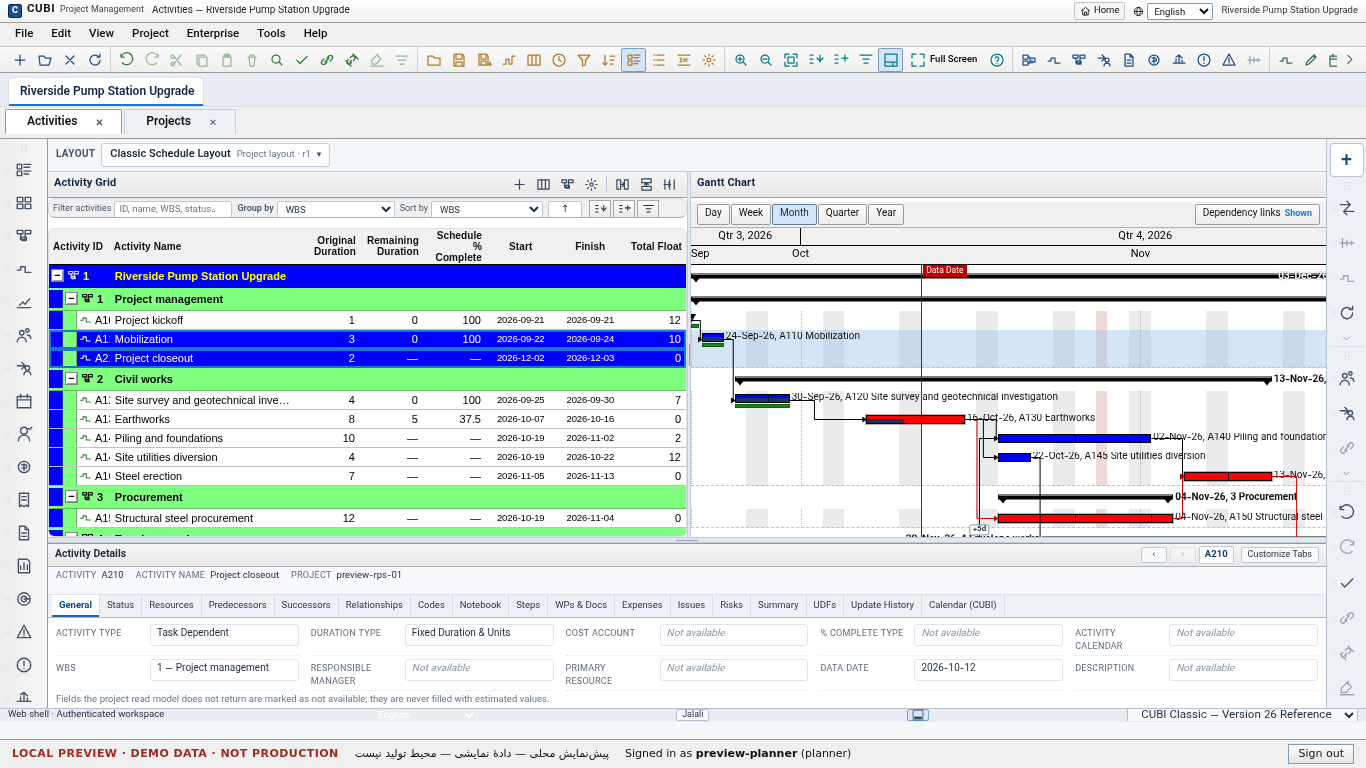 CUBI Project Management Activities — Riverside Pump Station Upgrade Home English Riverside Pump Station Upgrade
File Edit View Project Enterprise Tools Help
Full Screen
Riverside Pump Station Upgrade
Activities × Projects ×
LAYOUT Classic Schedule Layout Project layout · r1
Activity Grid
Filter activities ID, name, WBS, status.. Group by WBS Sort by WBS
Activity ID Activity Name Original Duration Remaining Duration Schedule % Complete Start Finish Total Float
1 Riverside Pump Station Upgrade
1 Project management
A1 Project kickoff 1 0 100 2026-09-21 2026-09-21 12
A1 Mobilization 3 0 100 2026-09-22 2026-09-24 10
A2 Project closeout 2 — — 2026-12-02 2026-12-03 0
2 Civil works
A1 Site survey and geotechnical inve… 4 0 100 2026-09-25 2026-09-30 7
A1 Earthworks 8 5 37.5 2026-10-07 2026-10-16 0
A1 Piling and foundations 10 — — 2026-10-19 2026-11-02 2
A1 Site utilities diversion 4 — — 2026-10-19 2026-10-22 12
A1 Steel erection 7 — — 2026-11-05 2026-11-13 0
3 Procurement
A1 Structural steel procurement 12 — — 2026-10-19 2026-11-04 0
Gantt Chart
Day Week Month Quarter Year Dependency links Shown
Qtr 3, 2026 Qtr 4, 2026
Sep Oct Nov
Data Date 03-Dec-26
24-Sep-26, A110 Mobilization
13-Nov-26,
30-Sep-26, A120 Site survey and geotechnical investigation
16-Oct-26, A130 Earthworks
02-Nov-26, A140 Piling and foundation
22-Oct-26, A145 Site utilities diversion
13-Nov-26,
04-Nov-26, 3 Procurement
04-Nov-26, A150 Structural steel
+5d
Activity Details A210 Customize Tabs
ACTIVITY A210 ACTIVITY NAME Project closeout PROJECT preview-rps-01
General Status Resources Predecessors Successors Relationships Codes Notebook Steps WPs & Docs Expenses Issues Risks Summary UDFs Update History Calendar (CUBI)
ACTIVITY TYPE Task Dependent DURATION TYPE Fixed Duration & Units COST ACCOUNT Not available % COMPLETE TYPE Not available ACTIVITY CALENDAR Not available
WBS 1 — Project management RESPONSIBLE MANAGER Not available PRIMARY RESOURCE Not available DATA DATE 2026-10-12 DESCRIPTION Not available
Fields the project read model does not return are marked as not available; they are never filled with estimated values.
Web shell · Authenticated workspace English Jalali CUBI Classic — Version 26 Reference
LOCAL PREVIEW · DEMO DATA · NOT PRODUCTION پیش‌نمایش محلی — دادهٔ نمایشی — محیط تولید نیست Signed in as preview-planner (planner) Sign out